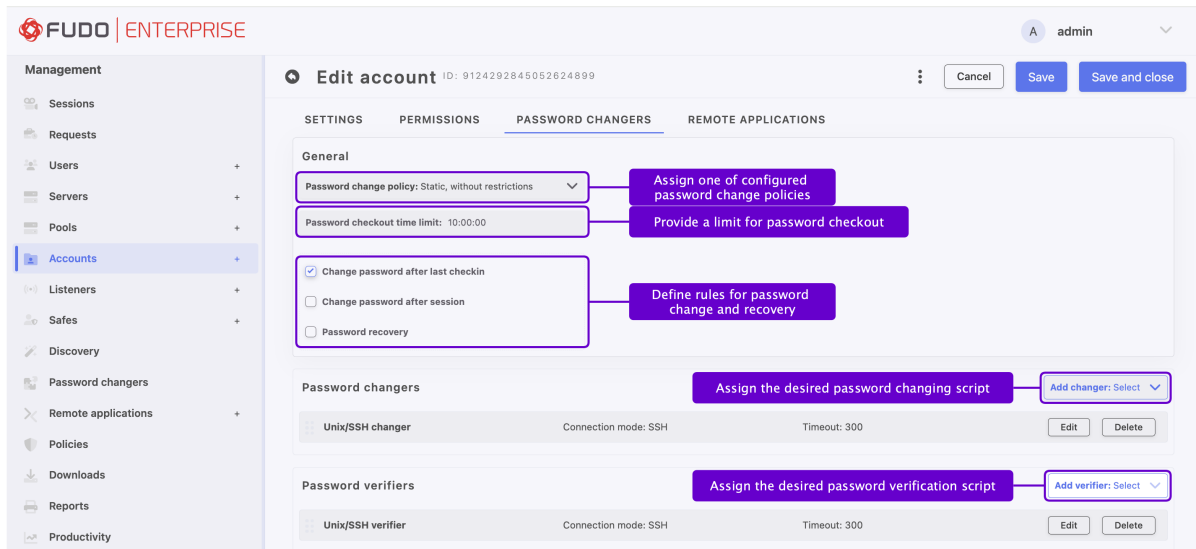 FUDO ENTERPRISE
A admin
Management
Sessions
Requests
Users +
Servers +
Pools +
Accounts +
Listeners +
Safes +
Discovery
Password changers
Remote applications +
Policies
Downloads
Reports
Productivity
Edit account ID: 9124292845052624899
Cancel Save Save and close
SETTINGS PERMISSIONS PASSWORD CHANGERS REMOTE APPLICATIONS
General
Password change policy: Static, without restrictions
Assign one of configured
password change policies
Password checkout time limit: 10:00:00
Provide a limit for password checkout
Change password after last checkin
Change password after session
Password recovery
Define rules for password
change and recovery
Password changers
Assign the desired password changing script
Add changer: Select
Unix/SSH changer Connection mode: SSH Timeout: 300 Edit Delete
Password verifiers
Assign the desired password verification script
Add verifier: Select
Unix/SSH verifier Connection mode: SSH Timeout: 300 Edit Delete